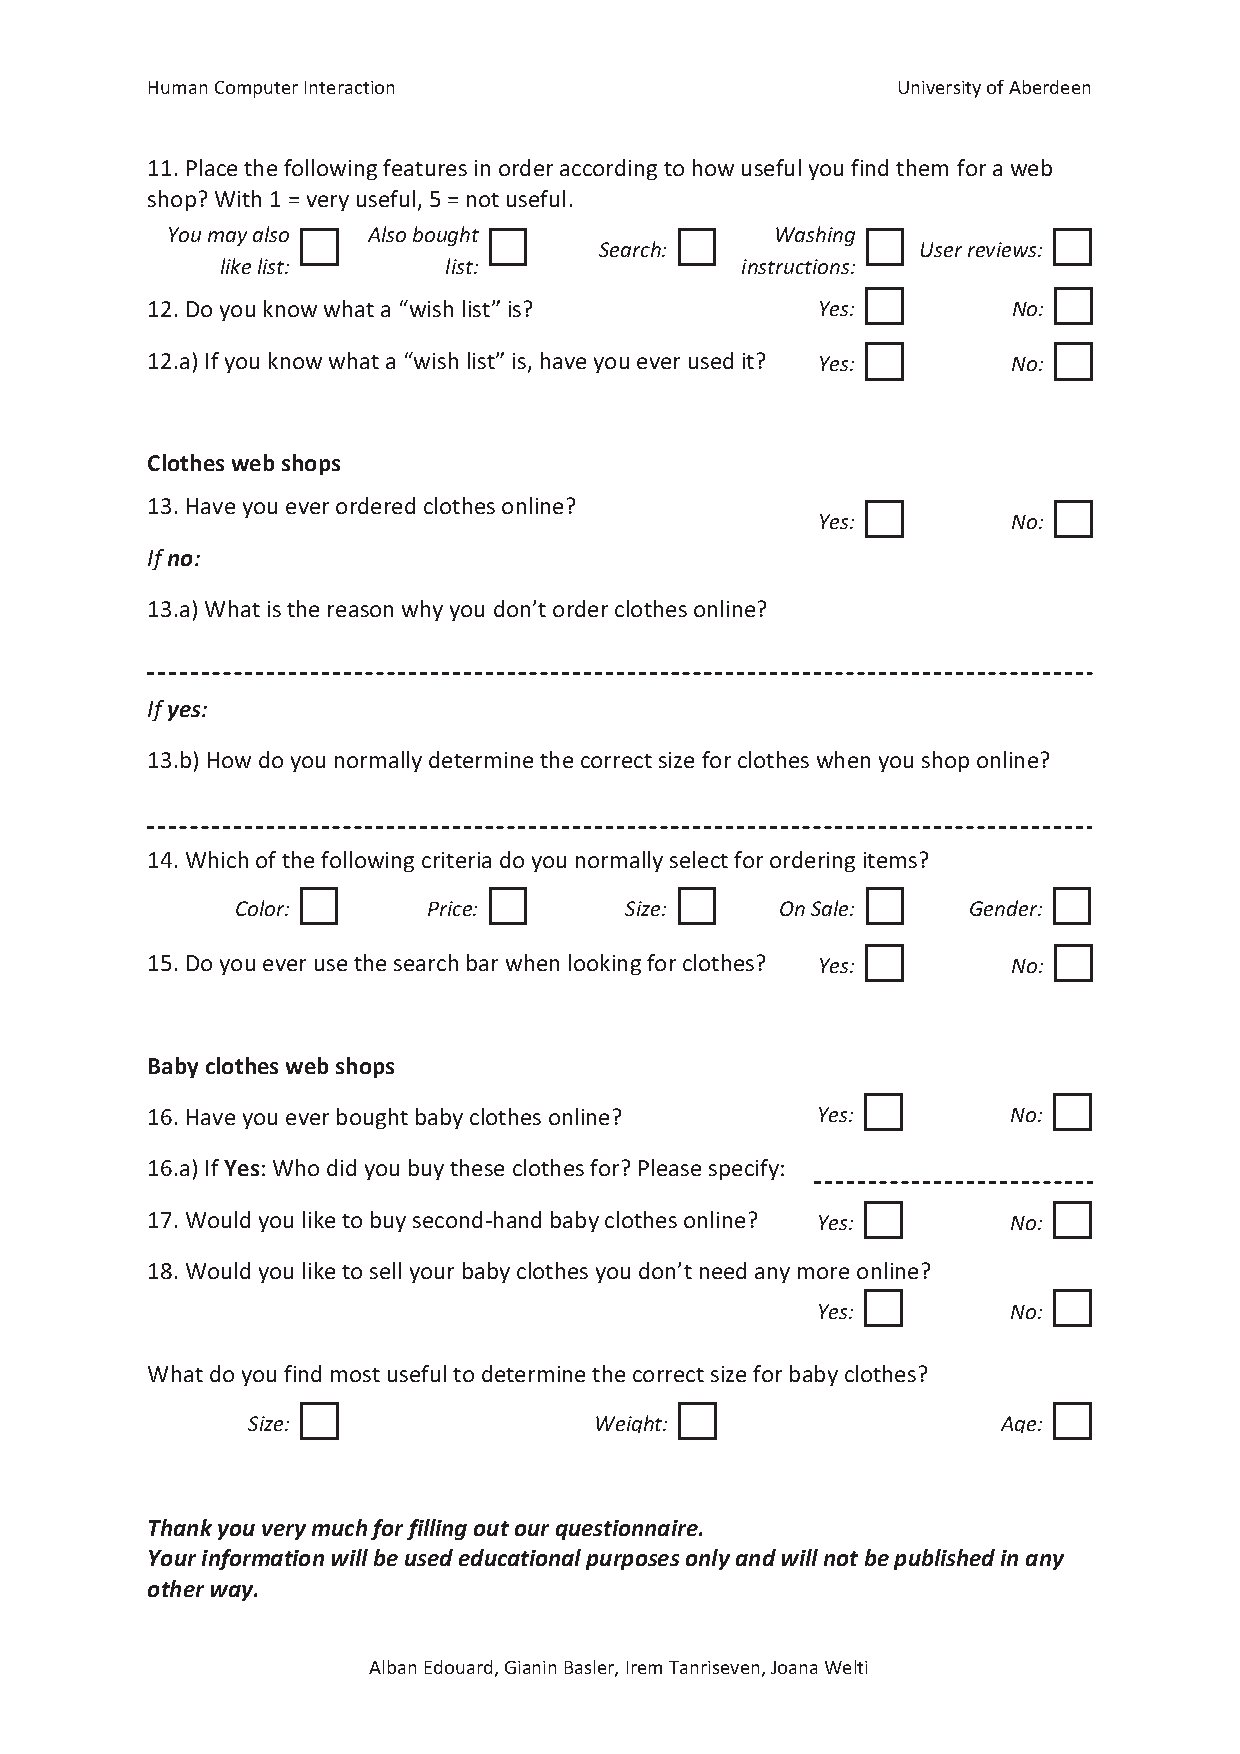 Human Computer Interaction University of Aberdeen
11. Place the following features in order according to how useful you find them for a web
shop? With 1 = very useful, 5 = not useful.
You may also like list: Also bought list: Search: Washing instructions: User reviews:
12. Do you know what a “wish list” is? Yes: No:
12.a) If you know what a “wish list” is, have you ever used it? Yes: No:
Clothes web shops
13. Have you ever ordered clothes online?
Yes: No:
If no:
13.a) What is the reason why you don’t order clothes online?
If yes:
13.b) How do you normally determine the correct size for clothes when you shop online?
14. Which of the following criteria do you normally select for ordering items?
Color: Price: Size: On Sale: Gender:
15. Do you ever use the search bar when looking for clothes? Yes: No:
Baby clothes web shops
16. Have you ever bought baby clothes online? Yes: No:
16.a) If Yes: Who did you buy these clothes for? Please specify:
17. Would you like to buy second-hand baby clothes online? Yes: No:
18. Would you like to sell your baby clothes you don’t need any more online?
Yes: No:
What do you find most useful to determine the correct size for baby clothes?
Size: Weight: Age:
Thank you very much for filling out our questionnaire.
Your information will be used educational purposes only and will not be published in any
other way.
Alban Edouard, Gianin Basler, Irem Tanriseven, Joana Welti